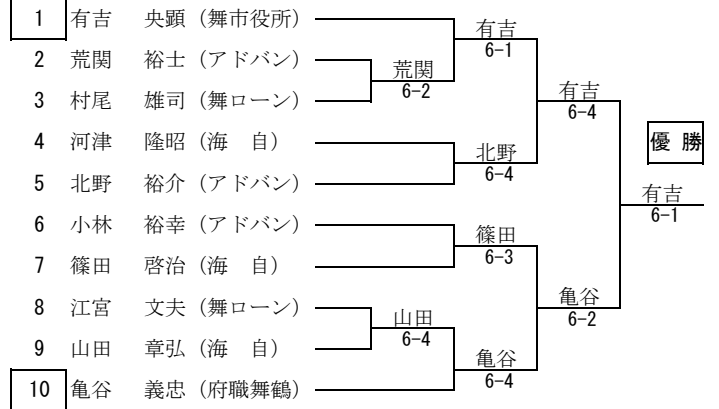 1 有吉 央顕 (舞市役所)
2 荒関 裕士 (アドバン)
3 村尾 雄司 (舞ローン)
4 河津 隆昭 (海 自)
5 北野 裕介 (アドバン)
6 小林 裕幸 (アドバン)
7 篠田 啓治 (海 自)
8 江宮 文夫 (舞ローン)
9 山田 章弘 (海 自)
10 亀谷 義忠 (府職舞鶴)
荒関
6-2
山田
6-4
有吉
6-1
北野
6-4
篠田
6-3
亀谷
6-4
有吉
6-4
亀谷
6-2
優 勝
有吉
6-1